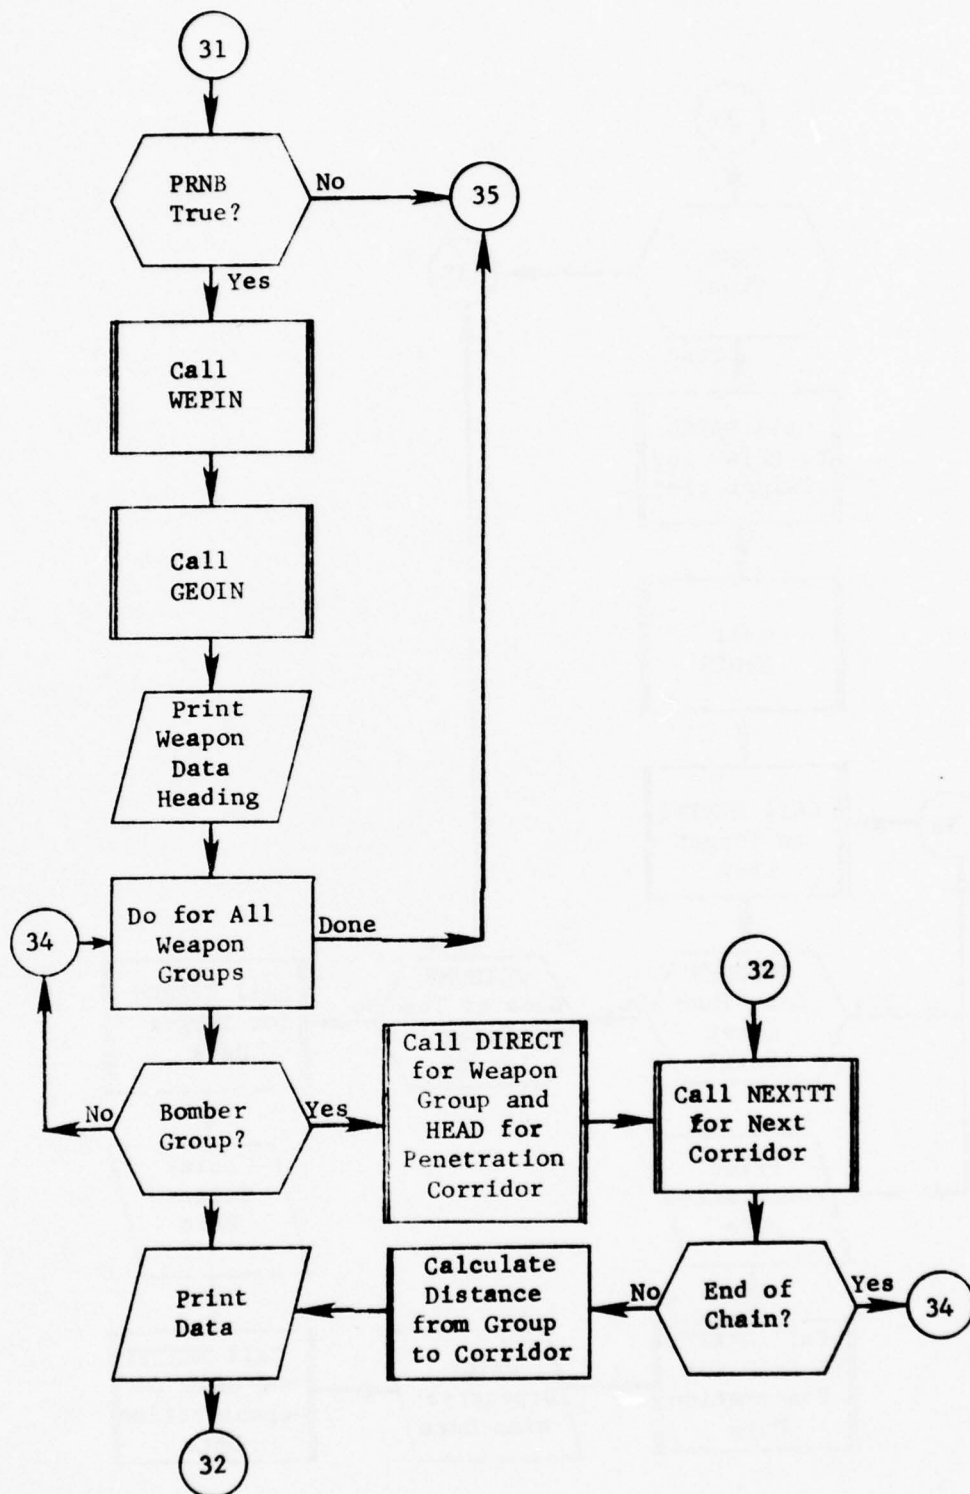 31
PRNB
True?
No
35
Yes
Call
WEPIN
Call
GEOIN
Print
Weapon
Data
Heading
34
Do for All
Weapon
Groups
Done
32
No
Bomber
Group?
Yes
Call DIRECT
for Weapon
Group and
HEAD for
Penetration
Corridor
Call NEXTTT
for Next
Corridor
Print
Data
Calculate
Distance
from Group
to Corridor
No
End of
Chain?
Yes
34
32